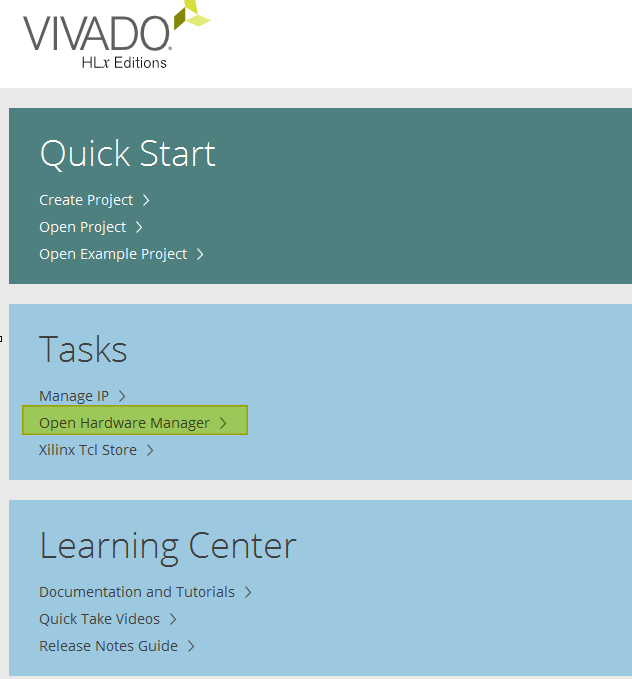 VIVADO.
HLx Editions
Quick Start
Create Project
Open Project
Open Example Project
Tasks
Manage IP
Open Hardware Manager
Xilinx Tcl Store
Learning Center
Documentation and Tutorials
Quick Take Videos
Release Notes Guide